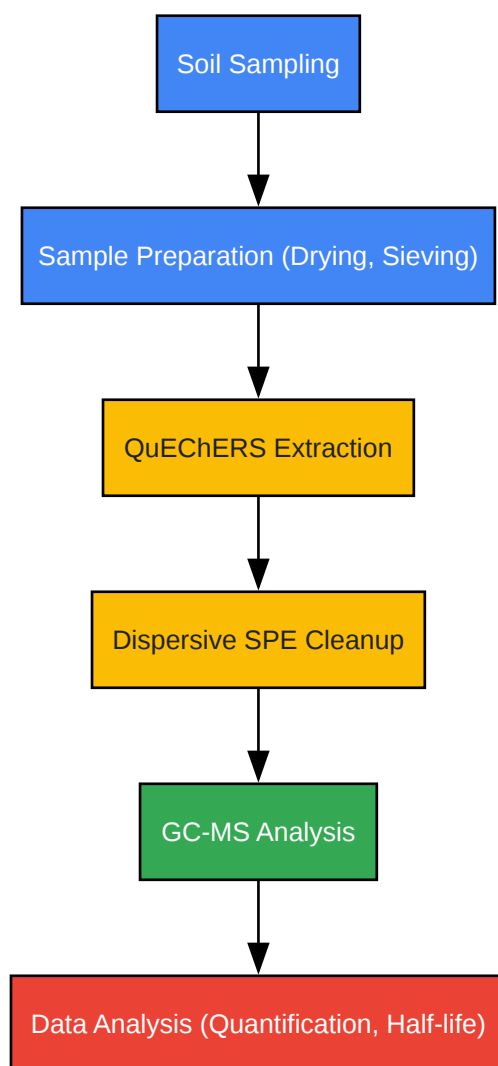 Soil Sampling
Sample Preparation (Drying, Sieving)
QuEChERS Extraction
Dispersive SPE Cleanup
GC-MS Analysis
Data Analysis (Quantification, Half-life)